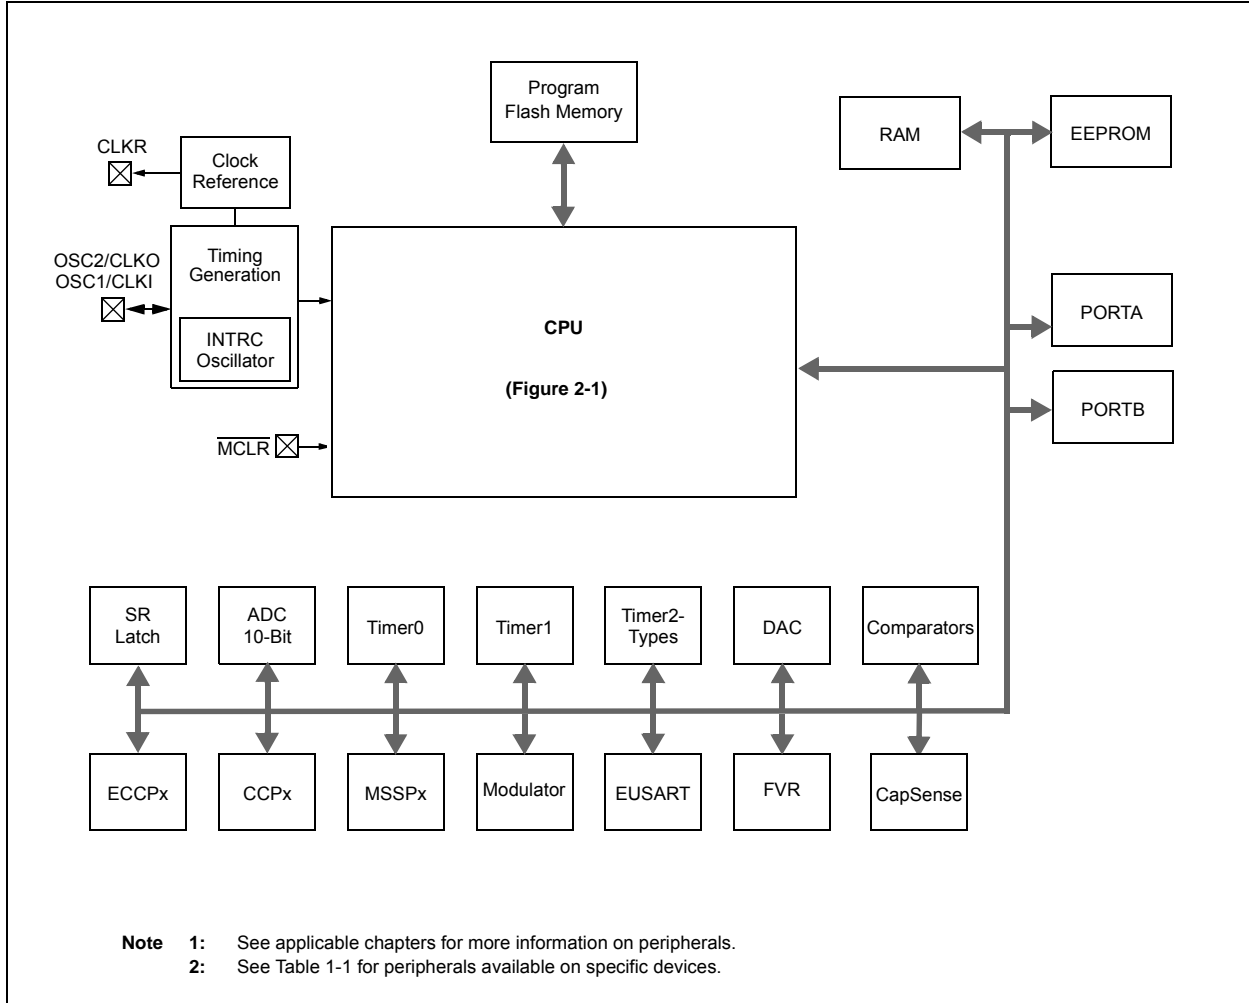 Program
Flash Memory
RAM
EEPROM
CLKR
Clock
Reference
OSC2/CLKO
OSC1/CLKI
Timing
Generation
INTRC
Oscillator
MCLR
CPU
(Figure 2-1)
PORTA
PORTB
SR
Latch
ADC
10-Bit
Timer0
Timer1
Timer2-
Types
DAC
Comparators
ECCPx
CCPx
MSSPx
Modulator
EUSART
FVR
CapSense
Note 1: See applicable chapters for more information on peripherals.
2: See Table 1-1 for peripherals available on specific devices.